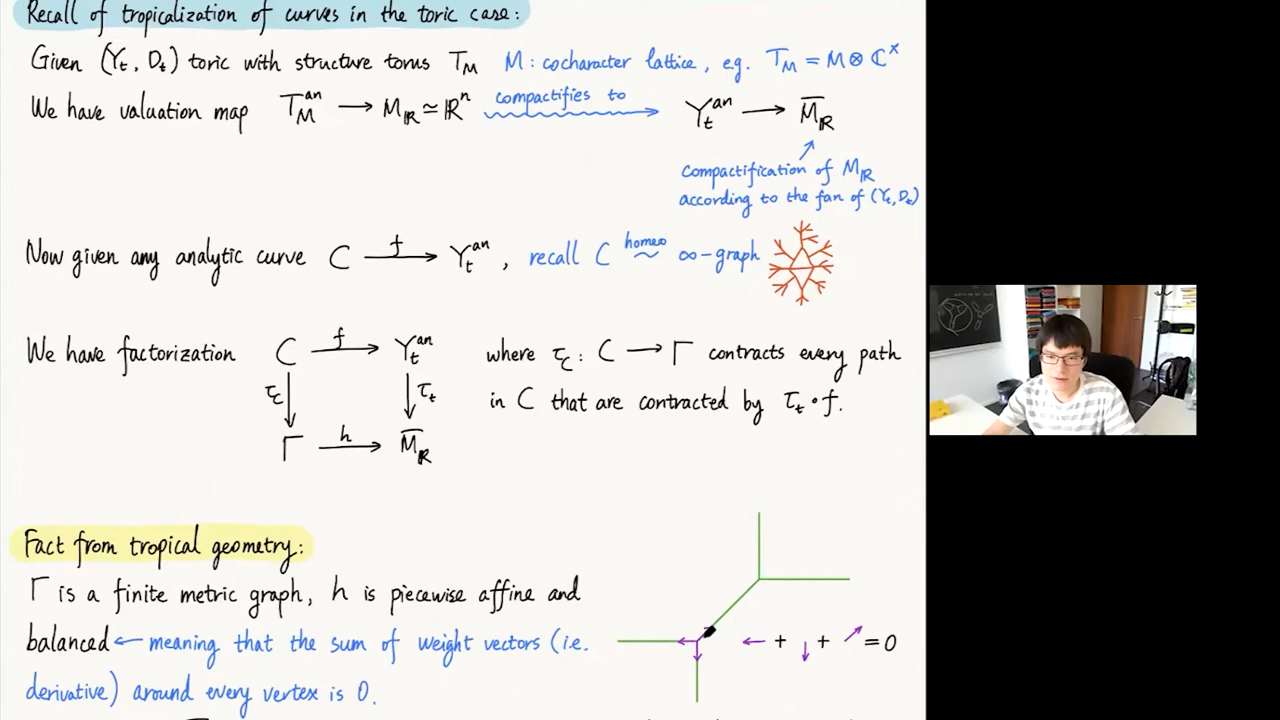 Recall of tropicalization of curves in the toric case:
Given (Y_t, D_t) toric with structure torus T_M M: cocharacter lattice, e.g. T_M = M ⊗ ℂ^×
We have valuation map T_M^an → M_ℝ ≃ ℝ^n compactifies to Y_t^an → M̅_ℝ
compactification of M_ℝ
according to the fan of (Y_t, D_t)
Now given any analytic curve C →^f Y_t^an , recall C ≃^homeo ∞-graph
We have factorization C →^f Y_t^an where τ_C : C → Γ contracts every path
τ_C ↓ ↓ τ_t in C that are contracted by τ_t ∘ f.
Γ →^h M̅_ℝ
Fact from tropical geometry:
Γ is a finite metric graph, h is piecewise affine and
balanced ← meaning that the sum of weight vectors (i.e.
derivative) around every vertex is 0.
← + ↓ + ↗ = 0